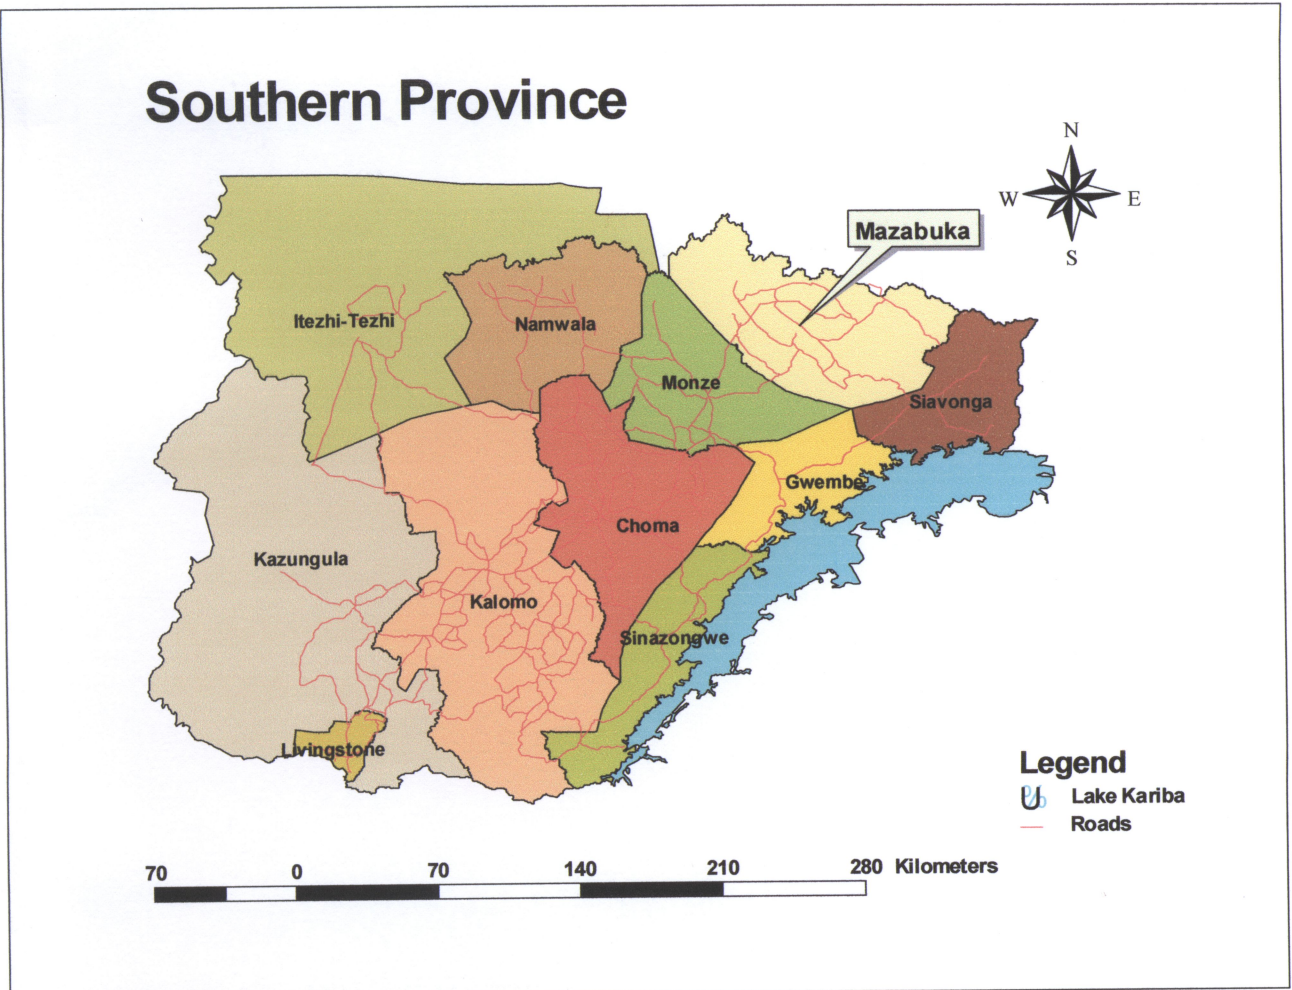 Southern Province
N
W E
S
Mazabuka
Itezhi-Tezhi
Namwala
Monze
Siavonga
Gwembe
Choma
Kazungula
Kalomo
Sinazongwe
Livingstone
Legend
U Lake Kariba
Roads
70 0 70 140 210 280 Kilometers